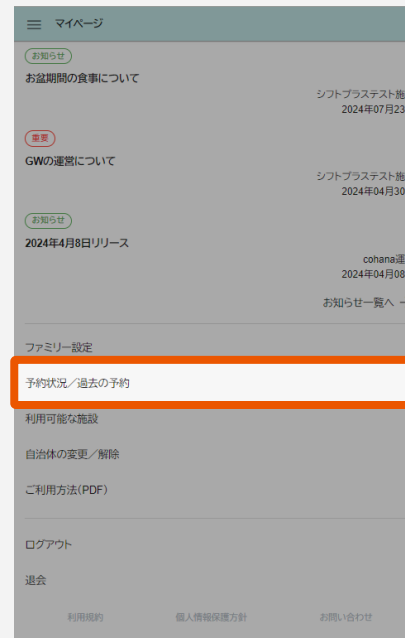 マイページ
お知らせ
お盆期間の食事について
シフトプラステスト施
2024年07月23
重要
GWの運営について
シフトプラステスト施
2024年04月30
お知らせ
2024年4月8日リリース
cohana運
2024年04月08
お知らせ一覧へ
ファミリー設定
予約状況／過去の予約
利用可能な施設
自治体の変更／解除
ご利用方法(PDF)
ログアウト
退会
利用規約 個人情報保護方針 お問い合わせ